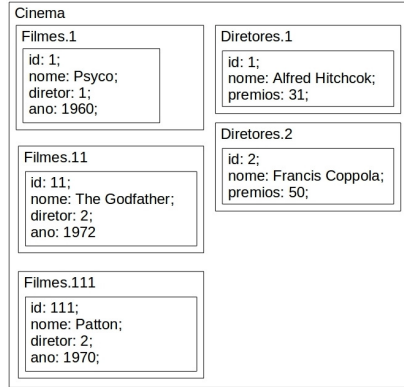 Cinema
Filmes.1
id: 1;
nome: Psyco;
diretor: 1;
ano: 1960;
Filmes.11
id: 11;
nome: The Godfather;
diretor: 2;
ano: 1972
Filmes.111
id: 111;
nome: Patton;
diretor: 2;
ano: 1970;
Diretores.1
id: 1;
nome: Alfred Hitchcok;
premios: 31;
Diretores.2
id: 2;
nome: Francis Coppola;
premios: 50;